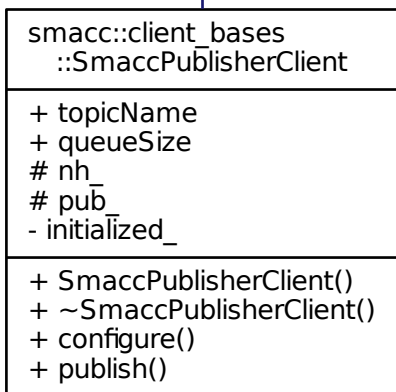 smacc::client_bases
::SmaccPublisherClient
+ topicName
+ queueSize
# nh_
# pub_
- initialized_
+ SmaccPublisherClient()
+ ~SmaccPublisherClient()
+ configure()
+ publish()